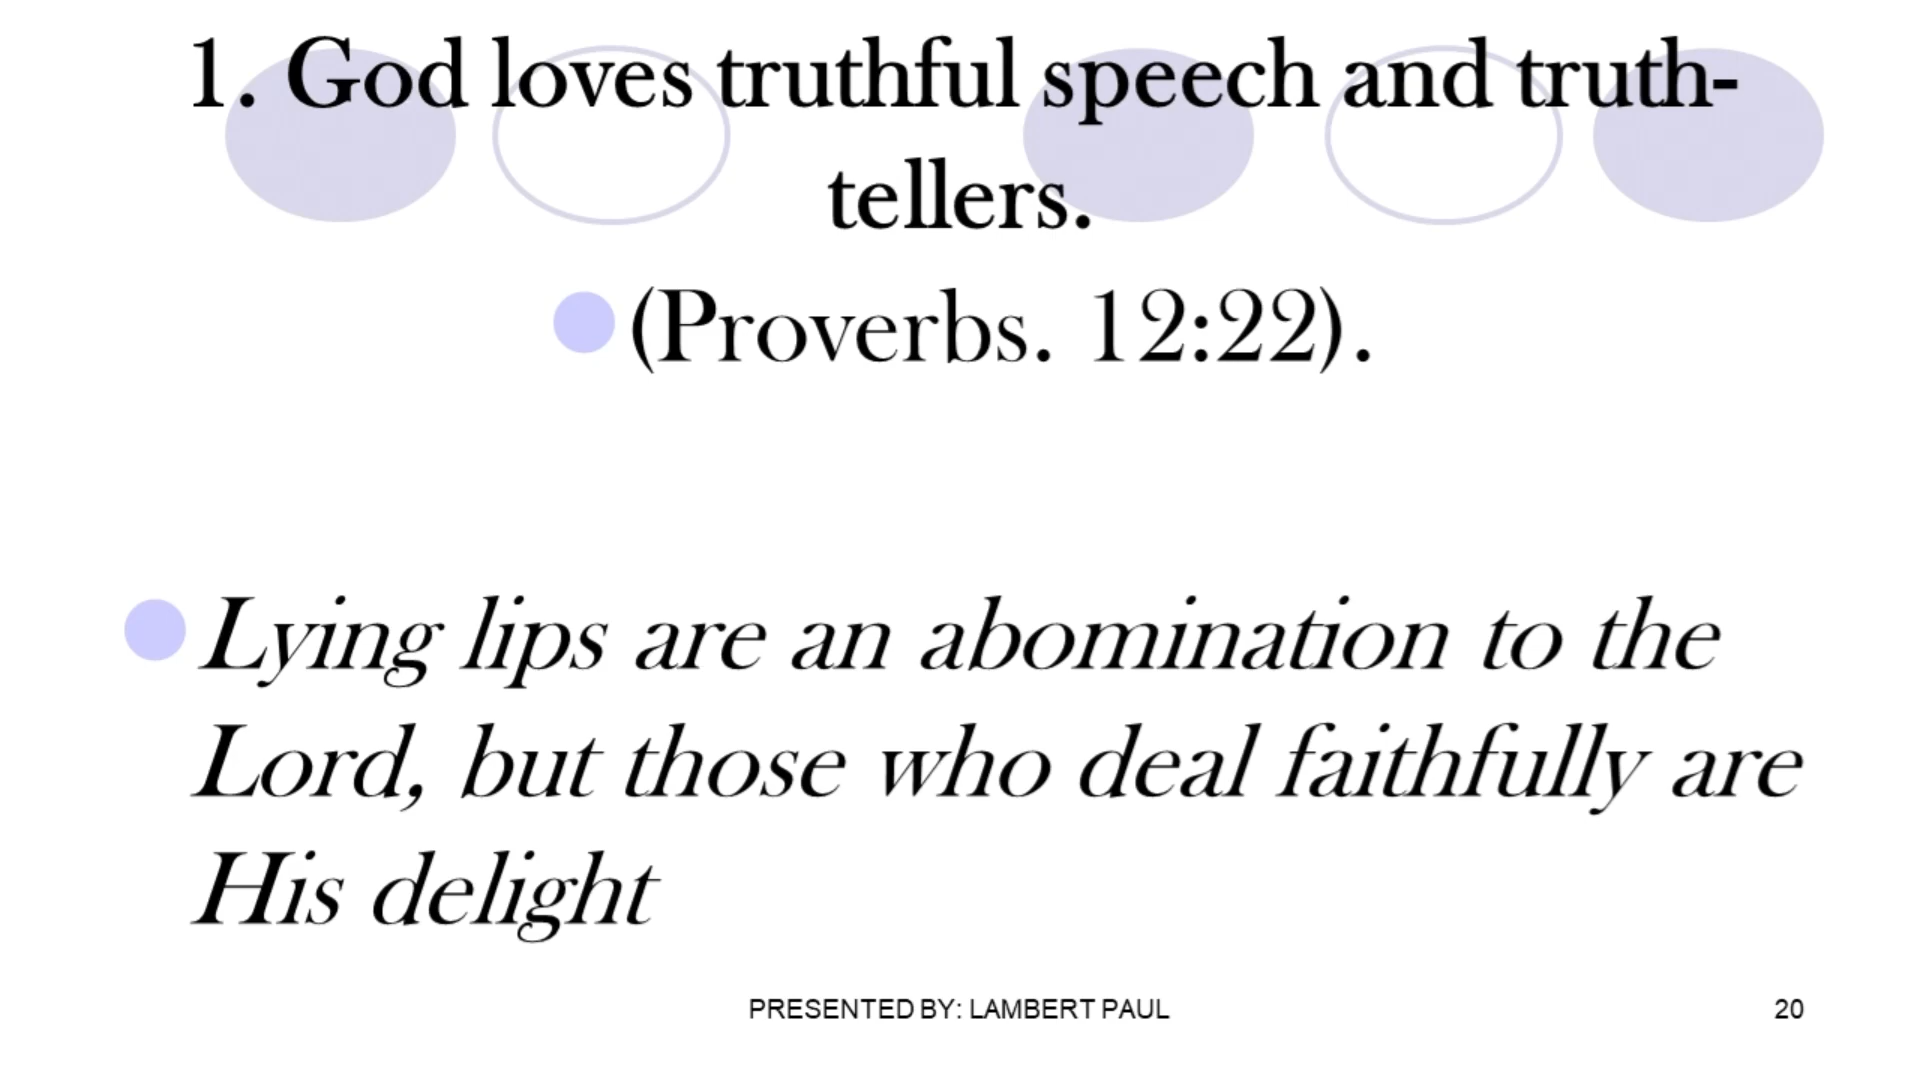 1. God loves truthful speech and truth-
tellers.
(Proverbs. 12:22).
Lying lips are an abomination to the
Lord, but those who deal faithfully are
His delight
PRESENTED BY: LAMBERT PAUL
20